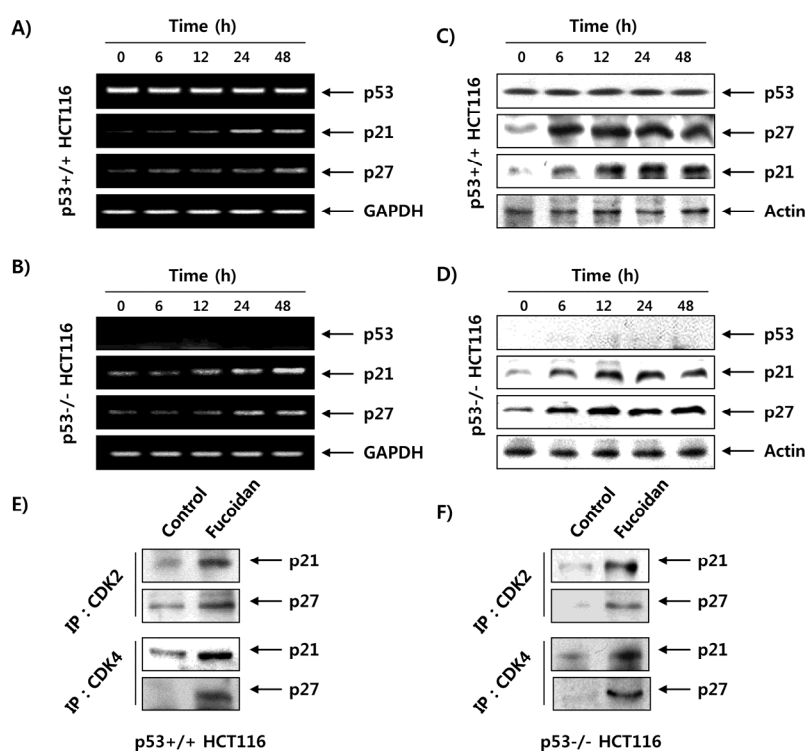 A)
Time (h)
0 6 12 24 48
p53+/+ HCT116
p53
p21
p27
GAPDH
B)
Time (h)
0 6 12 24 48
p53-/- HCT116
p53
p21
p27
GAPDH
C)
Time (h)
0 6 12 24 48
p53+/+ HCT116
p53
p27
p21
Actin
D)
Time (h)
0 6 12 24 48
p53-/- HCT116
p53
p21
p27
Actin
E)
Control Fucoidan
IP : CDK2
p21
p27
IP : CDK4
p21
p27
p53+/+ HCT116
F)
Control Fucoidan
IP : CDK2
p21
p27
IP : CDK4
p21
p27
p53-/- HCT116